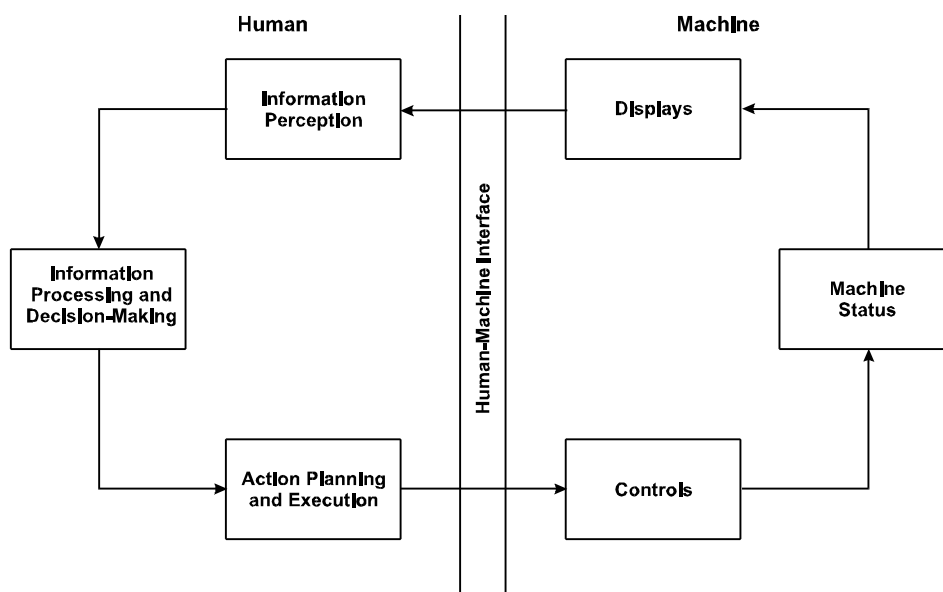 Human
Machine
Information
Perception
Displays
Human-Machine Interface
Information
Processing and
Decision-Making
Machine
Status
Action Planning
and Execution
Controls